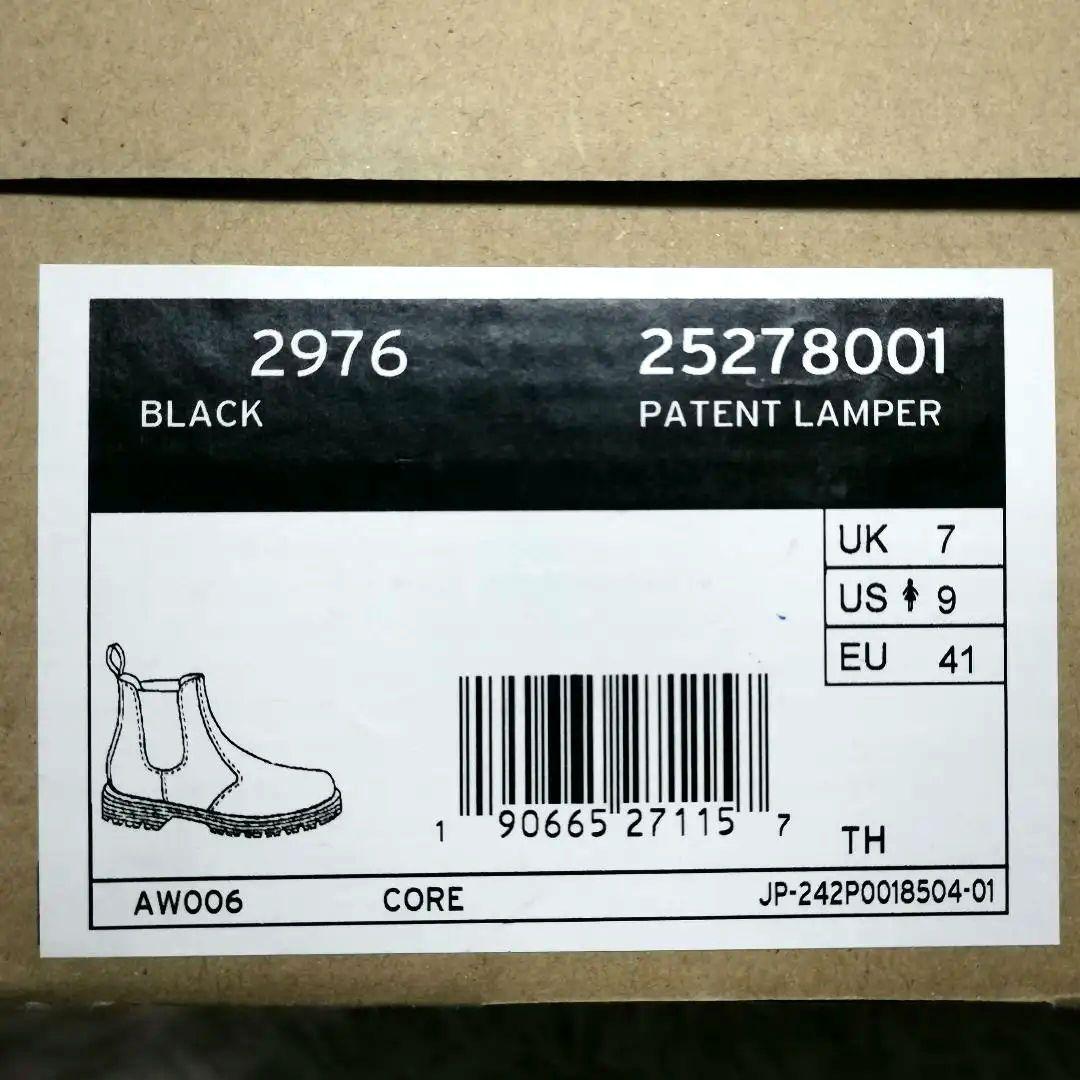 2976 25278001
BLACK PATENT LAMPER
UK 7
US 9
EU 41
1 90665 27115 7
TH
AW006 CORE JP-242P0018504-01